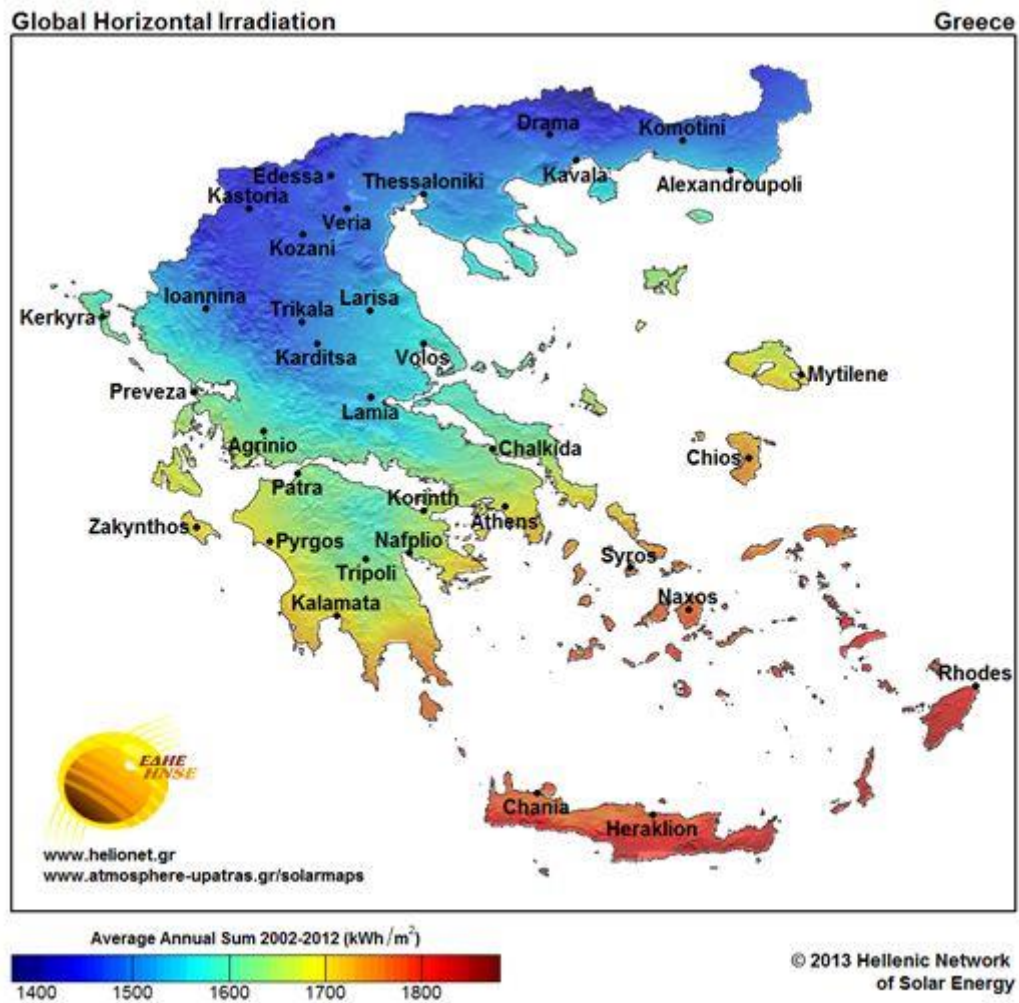 Global Horizontal Irradiation Greece
Drama
Komotini
Edessa
Thessaloniki
Kavala
Alexandroupoli
Kastoria
Veria
Kozani
Ioannina
Larisa
Kerkyra
Trikala
Karditsa
Volos
Mytilene
Preveza
Lamia
Agrinio
Chalkida
Chios
Patra
Korinth
Athens
Zakynthos
Pyrgos
Nafplio
Syros
Tripoli
Naxos
Kalamata
Rhodes
ΕΔΗΕ
HNSE
Chania
Heraklion
www.helionet.gr
www.atmosphere-upatras.gr/solarmaps
Average Annual Sum 2002-2012 (kWh/m²)
1400 1500 1600 1700 1800
© 2013 Hellenic Network
of Solar Energy